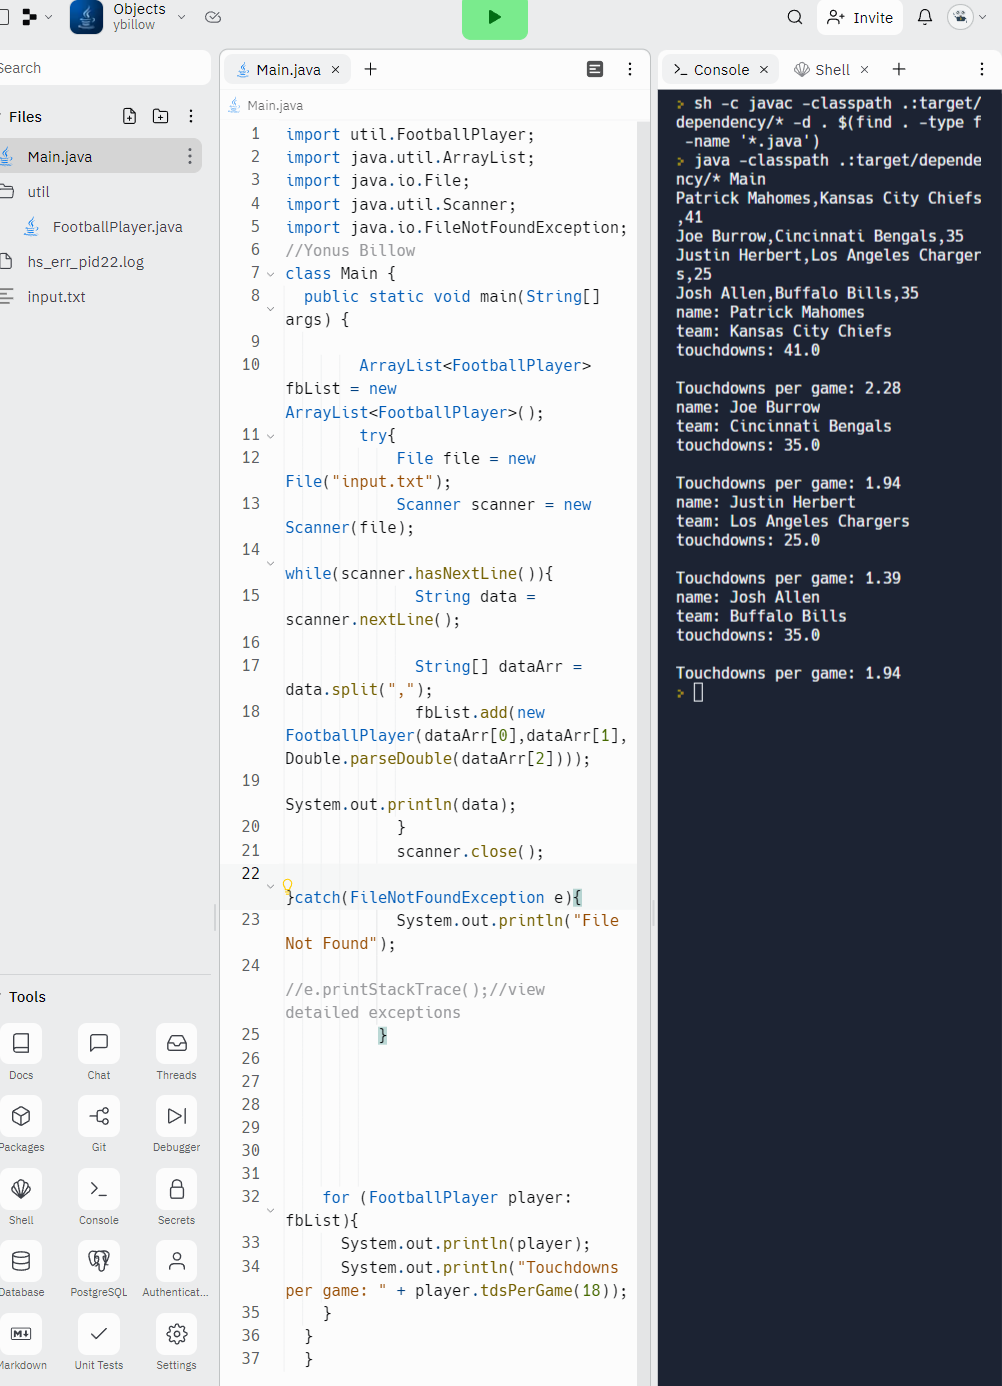 Objects
ybillow
Invite
Search
Files
Main.java
util
FootballPlayer.java
hs_err_pid22.log
input.txt
Tools
Docs
Chat
Threads
Packages
Git
Debugger
Shell
Console
Secrets
Database
PostgreSQL
Authenticat...
Markdown
Unit Tests
Settings
Main.java
Main.java
1 import util.FootballPlayer;
2 import java.util.ArrayList;
3 import java.io.File;
4 import java.util.Scanner;
5 import java.io.FileNotFoundException;
6 //Yonus Billow
7 class Main {
8 public static void main(String[]
args) {
9
10 ArrayList<FootballPlayer>
fbList = new
ArrayList<FootballPlayer>();
11 try{
12 File file = new
File("input.txt");
13 Scanner scanner = new
Scanner(file);
14
while(scanner.hasNextLine()){
15 String data =
scanner.nextLine();
16
17 String[] dataArr =
data.split(",");
18 fbList.add(new
FootballPlayer(dataArr[0],dataArr[1],
Double.parseDouble(dataArr[2])));
19
System.out.println(data);
20 }
21 scanner.close();
22
}catch(FileNotFoundException e){
23 System.out.println("File
Not Found");
24
//e.printStackTrace();//view
detailed exceptions
25 }
26
27
28
29
30
31
32 for (FootballPlayer player:
fbList){
33 System.out.println(player);
34 System.out.println("Touchdowns
per game: " + player.tdsPerGame(18));
35 }
36 }
37 }
Console
Shell
sh -c javac -classpath .:target/
dependency/* -d . $(find . -type f
-name '*.java')
java -classpath .:target/depende
ncy/* Main
Patrick Mahomes,Kansas City Chiefs
,41
Joe Burrow,Cincinnati Bengals,35
Justin Herbert,Los Angeles Charger
s,25
Josh Allen,Buffalo Bills,35
name: Patrick Mahomes
team: Kansas City Chiefs
touchdowns: 41.0
Touchdowns per game: 2.28
name: Joe Burrow
team: Cincinnati Bengals
touchdowns: 35.0
Touchdowns per game: 1.94
name: Justin Herbert
team: Los Angeles Chargers
touchdowns: 25.0
Touchdowns per game: 1.39
name: Josh Allen
team: Buffalo Bills
touchdowns: 35.0
Touchdowns per game: 1.94